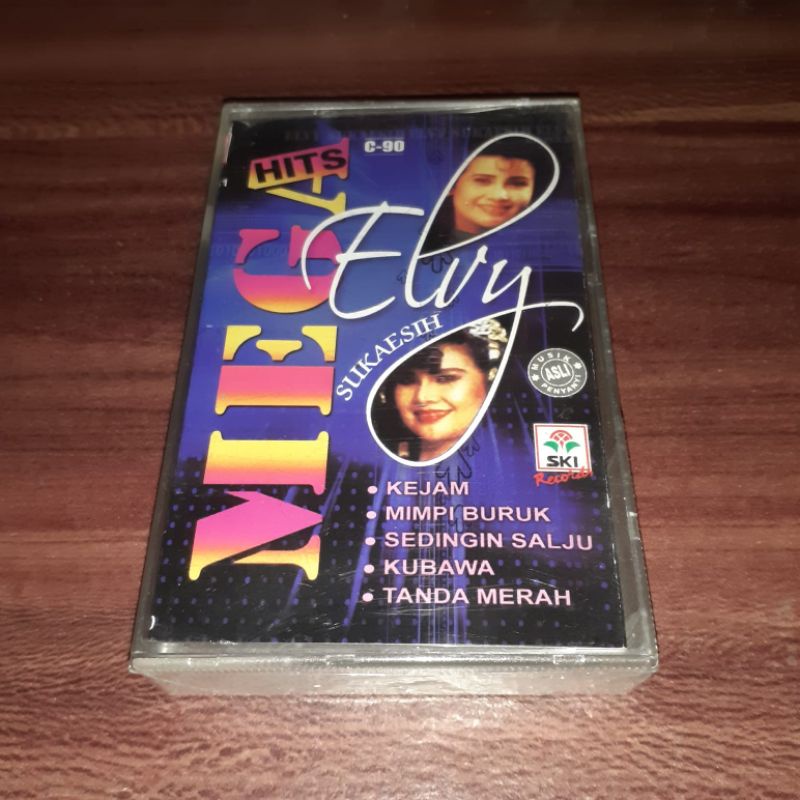 HITS
MEGA
C-90
Elvy
SUKAESIH
MUSIK
ASLI
PENYANYI
SKI
Records
• KEJAM
• MIMPI BURUK
• SEDINGIN SALJU
• KUBAWA
• TANDA MERAH